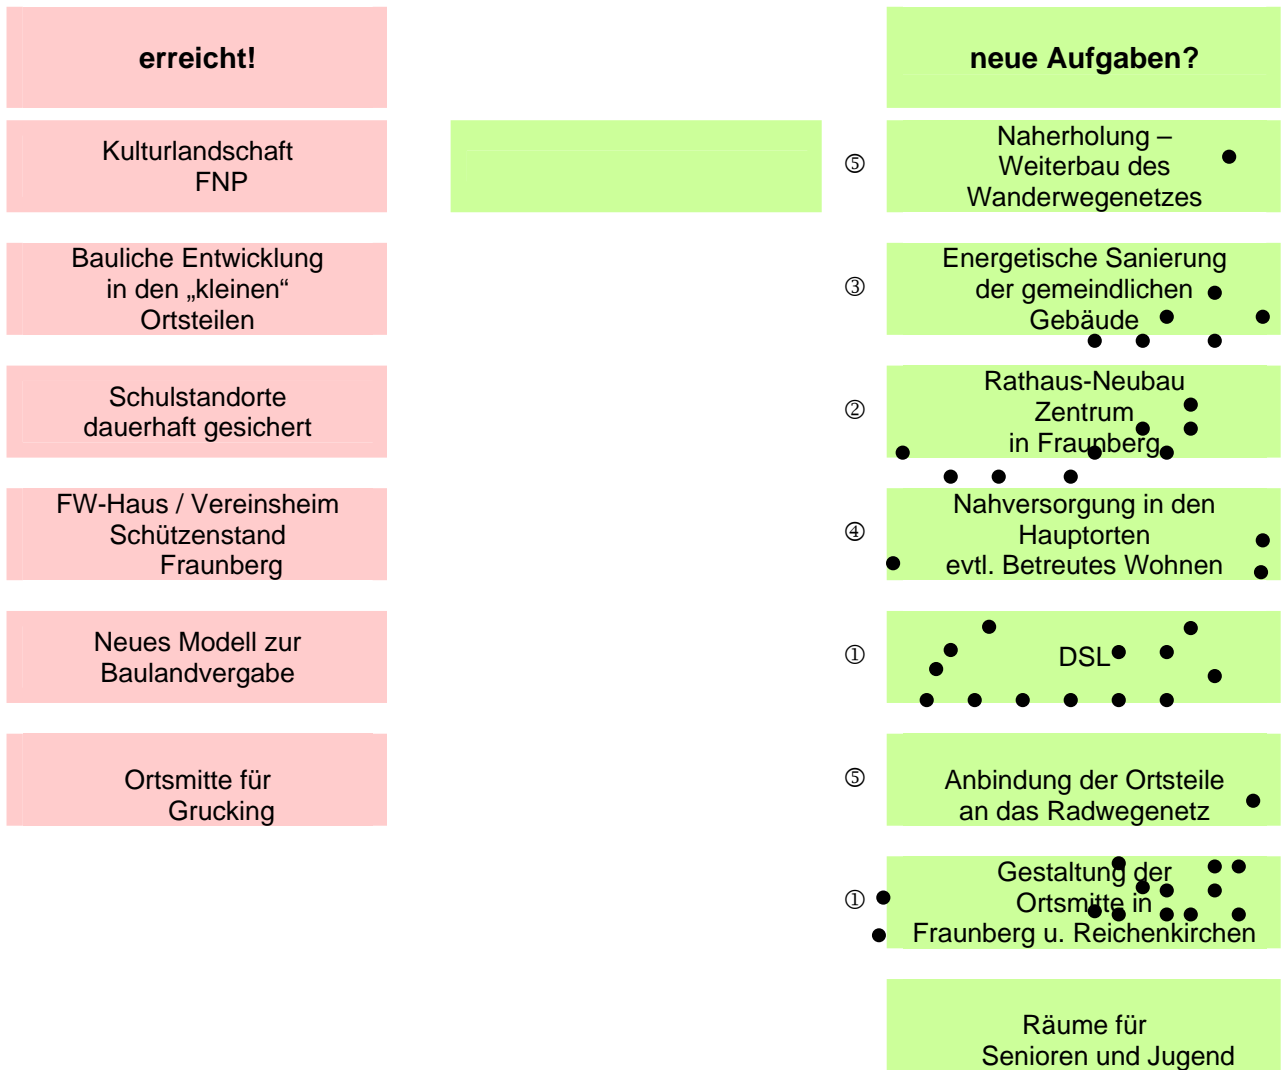 erreicht!
Kulturlandschaft
FNP
Bauliche Entwicklung
in den „kleinen“
Ortsteilen
Schulstandorte
dauerhaft gesichert
FW-Haus / Vereinsheim
Schützenstand
Fraunberg
Neues Modell zur
Baulandvergabe
Ortsmitte für
Grucking
neue Aufgaben?
⑤
Naherholung –
Weiterbau des
Wanderwegenetzes
③
Energetische Sanierung
der gemeindlichen
Gebäude
②
Rathaus-Neubau
Zentrum
in Fraunberg
④
Nahversorgung in den
Hauptorten
evtl. Betreutes Wohnen
①
DSL
⑤
Anbindung der Ortsteile
an das Radwegenetz
①
Gestaltung der
Ortsmitte in
Fraunberg u. Reichenkirchen
Räume für
Senioren und Jugend